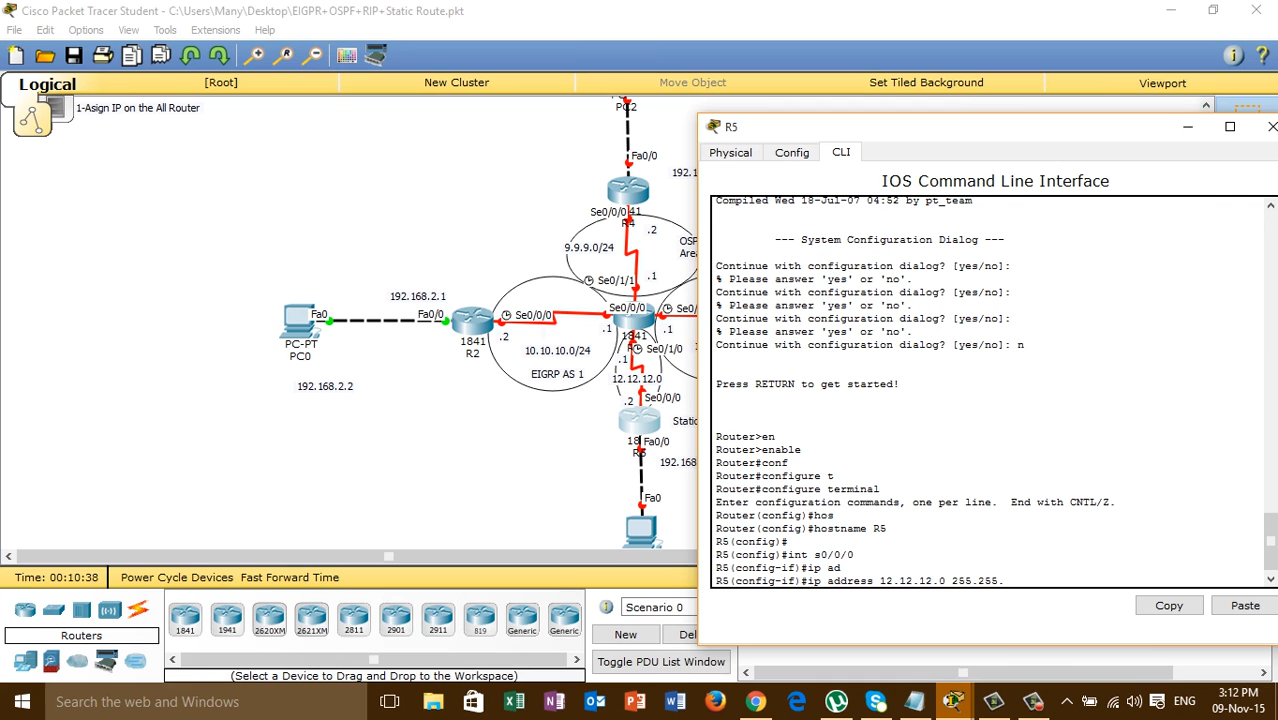 Cisco Packet Tracer Student - C:\Users\Many\Desktop\EIGPR+OSPF+RIP+Static Route.pkt
File Edit Options View Tools Extensions Help
Logical [Root] New Cluster Move Object Set Tiled Background Viewport
1-Asign IP on the All Router
PC2
Fa0/0
192.1
Se0/0/0
41
R4
.2
9.9.9.0/24
OSP
Area
Se0/1/1
.1
192.168.2.1
Fa0
Fa0/0
Se0/0/0
Se0/0/0
Se0/
.2
.1
.1
1841
R2
1841
PC-PT
PC0
10.10.10.0/24
Se0/1/0
.1
EIGRP AS 1
12.12.12.0
192.168.2.2
.2
Se0/0/0
Static
18
Fa0/0
192.168
Fa0
R5
Physical Config CLI
IOS Command Line Interface
Compiled Wed 18-Jul-07 04:52 by pt_team
--- System Configuration Dialog ---
Continue with configuration dialog? [yes/no]:
% Please answer 'yes' or 'no'.
Continue with configuration dialog? [yes/no]:
% Please answer 'yes' or 'no'.
Continue with configuration dialog? [yes/no]:
% Please answer 'yes' or 'no'.
Continue with configuration dialog? [yes/no]: n
Press RETURN to get started!
Router>en
Router>enable
Router#conf
Router#configure t
Router#configure terminal
Enter configuration commands, one per line. End with CNTL/Z.
Router(config)#hos
Router(config)#hostname R5
R5(config)#
R5(config)#int s0/0/0
R5(config-if)#ip ad
R5(config-if)#ip address 12.12.12.0 255.255.
Copy Paste
Time: 00:10:38 Power Cycle Devices Fast Forward Time
Routers
1841 1941 2620XM 2621XM 2811 2901 2911 819 Generic Generic
(Select a Device to Drag and Drop to the Workspace)
Scenario 0
New Del
Toggle PDU List Window
Search the web and Windows
ENG
3:12 PM
09-Nov-15